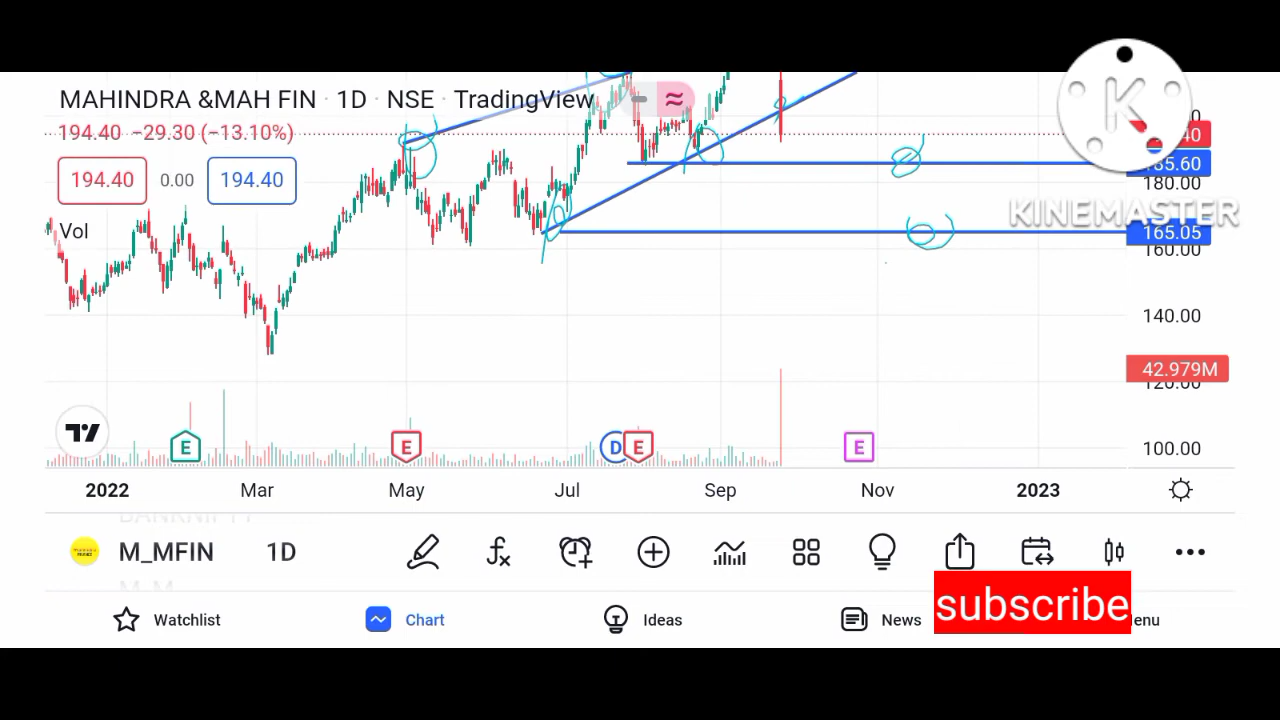 MAHINDRA &MAH FIN · 1D · NSE · TradingView
194.40 −29.30 (−13.10%)
194.40 0.00 194.40
Vol
185.60
180.00
KINEMASTER
165.05
160.00
140.00
42.979M
120.00
100.00
E E D E E
2022 Mar May Jul Sep Nov 2023
M_MFIN 1D
subscribe
Watchlist Chart Ideas News enu